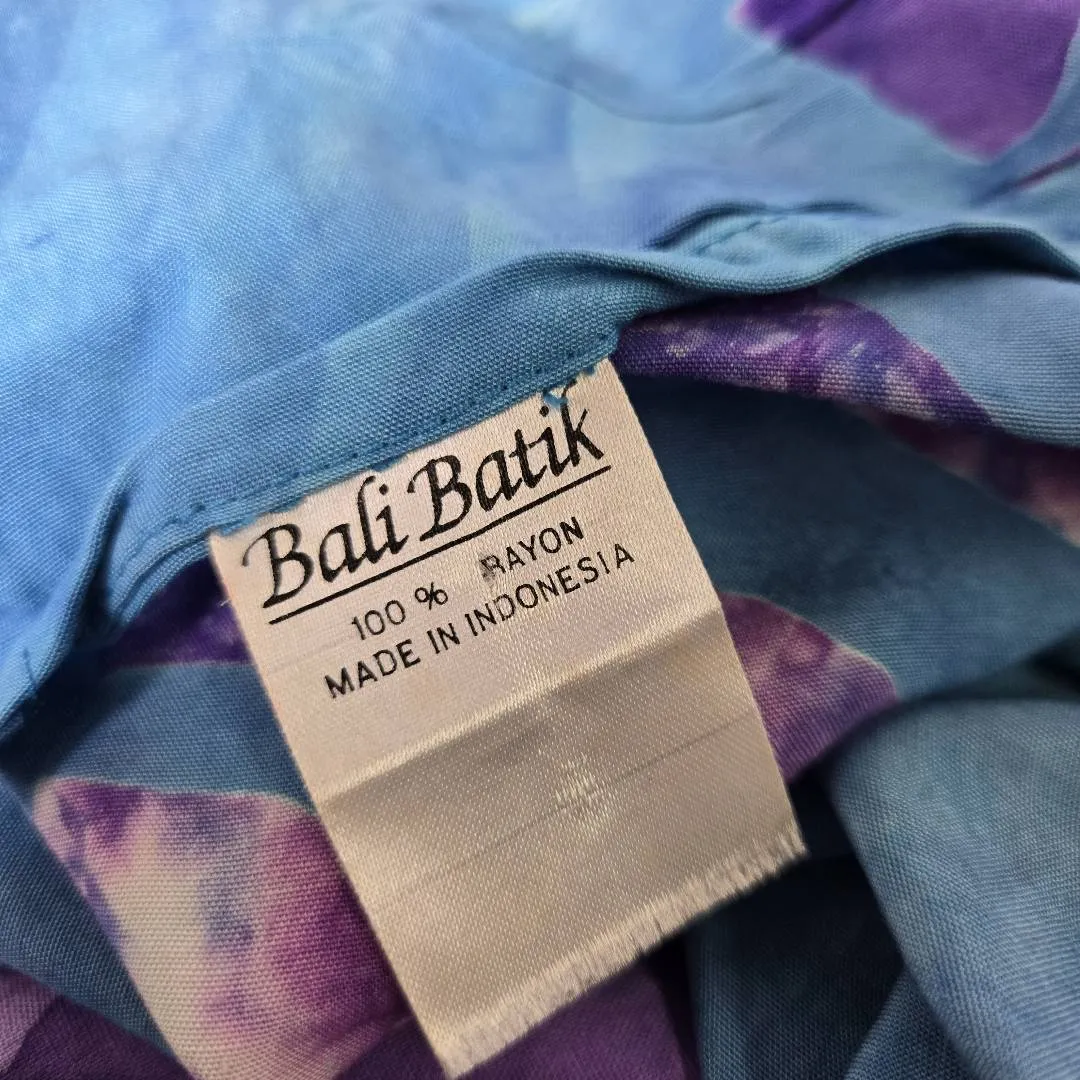 Bali Batik
100 % RAYON
MADE IN INDONESIA